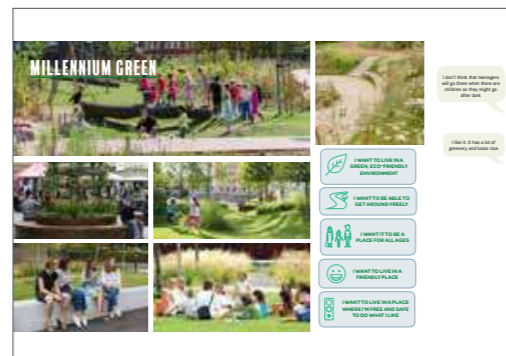 MILLENNIUM GREEN
I don't think that teenagers
will go there when there are
children so they might go
after dark
I like it. It has a lot of
greenery and looks nice
I WANT TO LIVE IN A
GREEN, ECO-FRIENDLY
ENVIRONMENT
I WANT TO BE ABLE TO
GET AROUND FREELY
I WANT IT TO BE A
PLACE FOR ALL AGES
I WANT TO LIVE IN A
FRIENDLY PLACE
I WANT TO LIVE IN A PLACE
WHERE I'M FREE AND SAFE
TO DO WHAT I LIKE